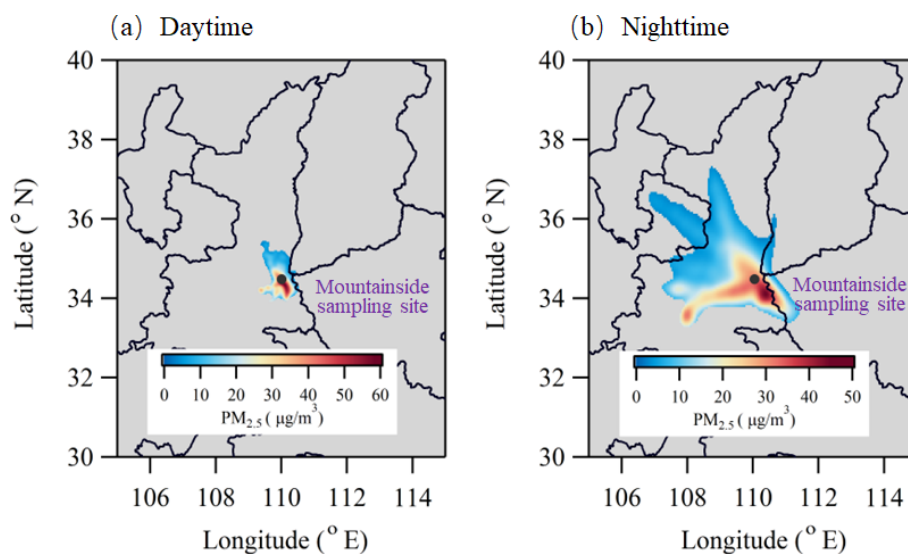 (a) Daytime
40
38
36
34
32
30
Latitude (° N)
106 108 110 112 114
Longitude (° E)
Mountainside
sampling site
0 10 20 30 40 50 60
PM2.5 ( μg/m3)
(b) Nighttime
40
38
36
34
32
30
Latitude (° N)
106 108 110 112 114
Longitude (° E)
Mountainside
sampling site
0 10 20 30 40 50
PM2.5 ( μg/m3)